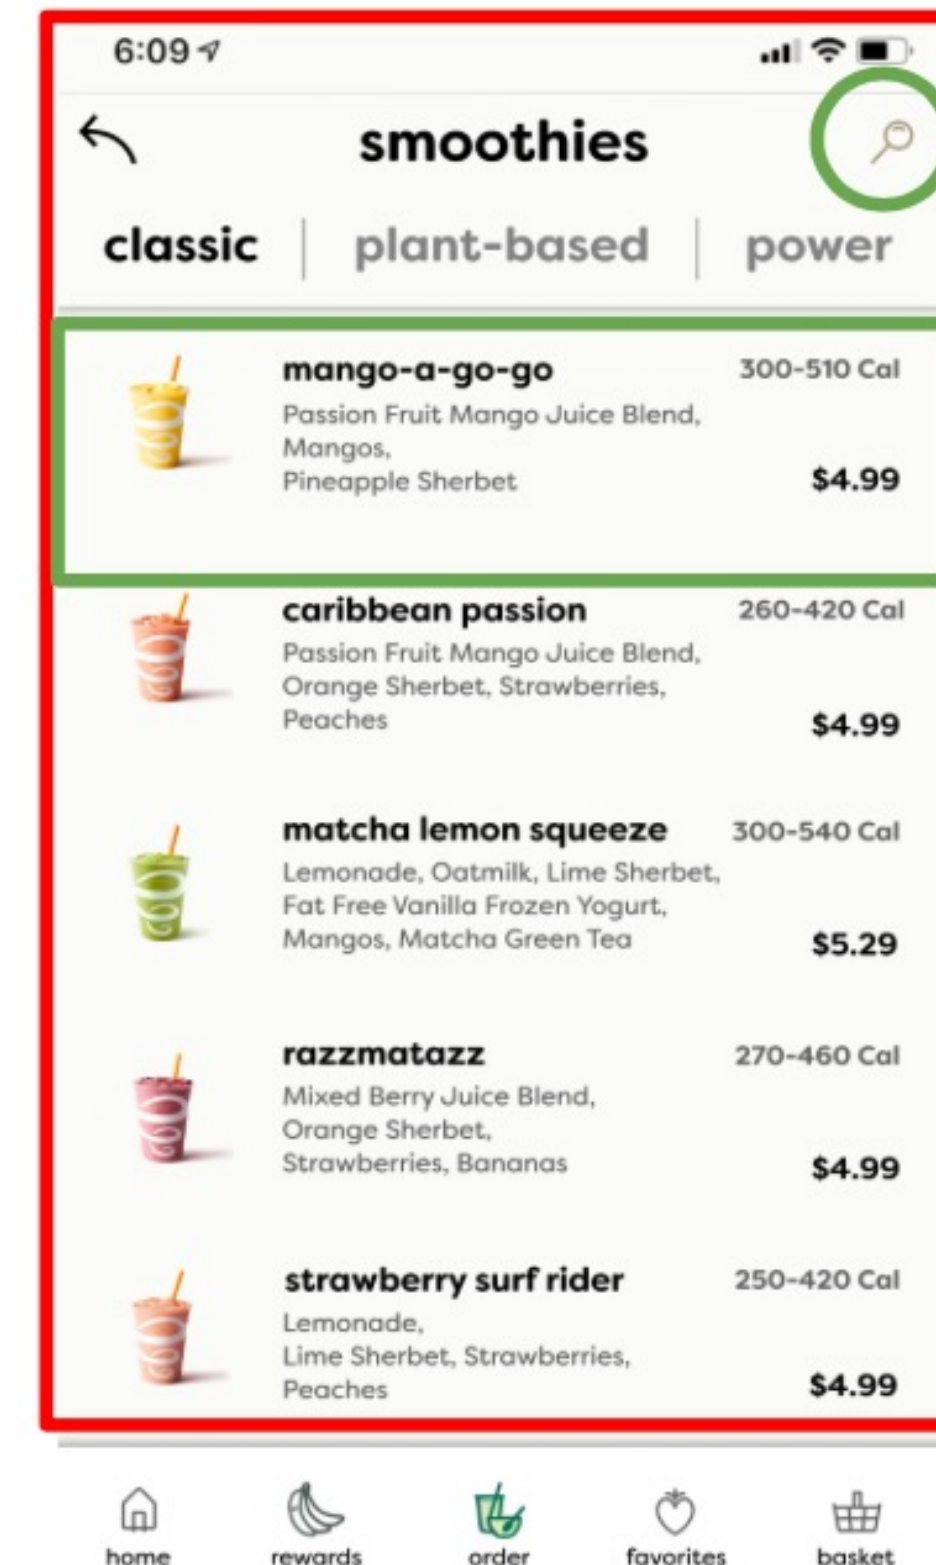 6:09
smoothies
classic | plant-based | power
mango-a-go-go 300-510 Cal
Passion Fruit Mango Juice Blend,
Mangos,
Pineapple Sherbet $4.99
caribbean passion 260-420 Cal
Passion Fruit Mango Juice Blend,
Orange Sherbet, Strawberries,
Peaches $4.99
matcha lemon squeeze 300-540 Cal
Lemonade, Oatmilk, Lime Sherbet,
Fat Free Vanilla Frozen Yogurt,
Mangos, Matcha Green Tea $5.29
razzmatazz 270-460 Cal
Mixed Berry Juice Blend,
Orange Sherbet,
Strawberries, Bananas $4.99
strawberry surf rider 250-420 Cal
Lemonade,
Lime Sherbet, Strawberries,
Peaches $4.99
home rewards order favorites basket